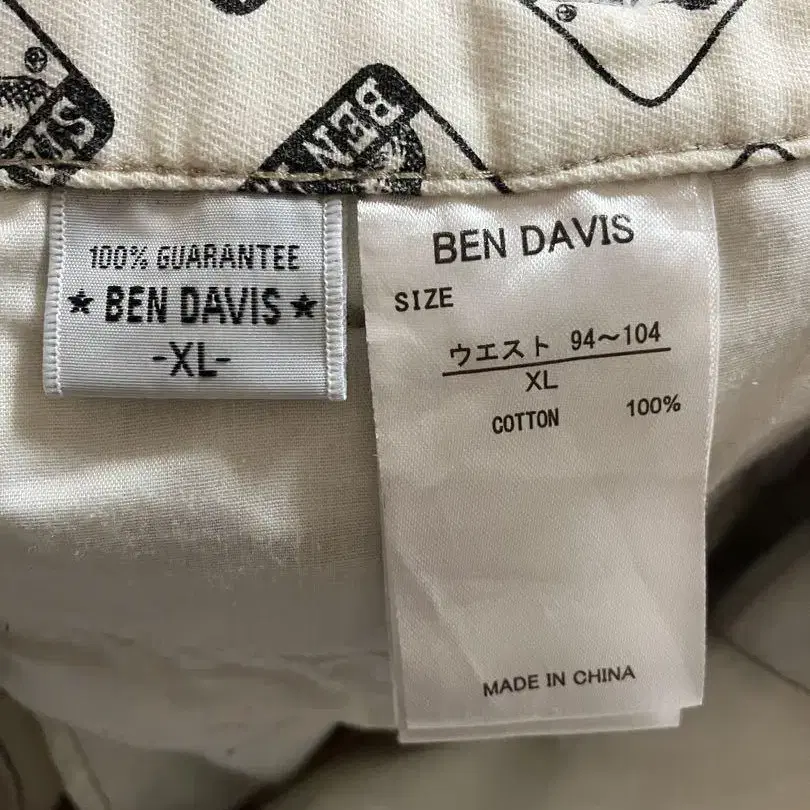 BEN
100% GUARANTEE
★ BEN DAVIS ★
-XL-
BEN DAVIS
SIZE
ウエスト 94～104
XL
COTTON 100%
MADE IN CHINA